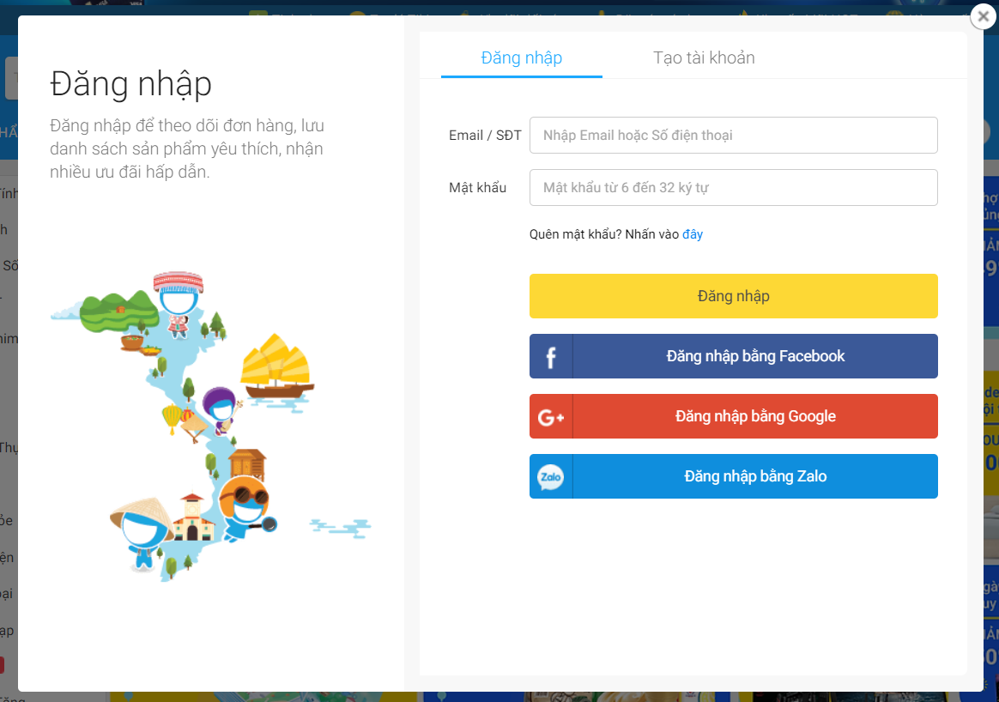 Đăng nhập
Đăng nhập để theo dõi đơn hàng, lưu
danh sách sản phẩm yêu thích, nhận
nhiều ưu đãi hấp dẫn.
Đăng nhập
Tạo tài khoản
Email / SĐT
Nhập Email hoặc Số điện thoại
Mật khẩu
Mật khẩu từ 6 đến 32 ký tự
Quên mật khẩu? Nhấn vào đây
Đăng nhập
Đăng nhập bằng Facebook
G+
Đăng nhập bằng Google
Zalo
Đăng nhập bằng Zalo